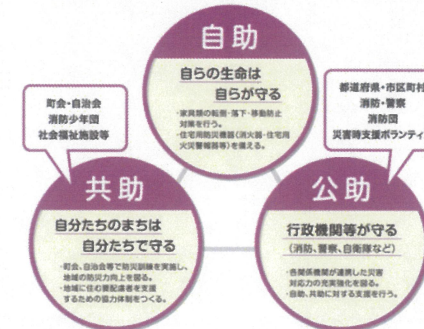 自助
自らの生命は
自らが守る
・家具類の転倒・落下・移動防止
対策を行う。
・住宅用防災機器(消火器・住宅用
火災警報器等)を備える。
町会・自治会
消防少年団
社会福祉施設等
都道府県・市区町村
消防・警察
消防団
災害時支援ボランティ
共助
自分たちのまちは
自分たちで守る
・町会、自治会等で防災訓練を実施し、
地域の防災力向上を図る。
・地域に住む要配慮者を支援
するための協力体制をつくる。
公助
行政機関等が守る
(消防、警察、自衛隊など)
・各関係機関が連携した災害
対応力の充実強化を図る。
・自助、共助に対する支援を行う。